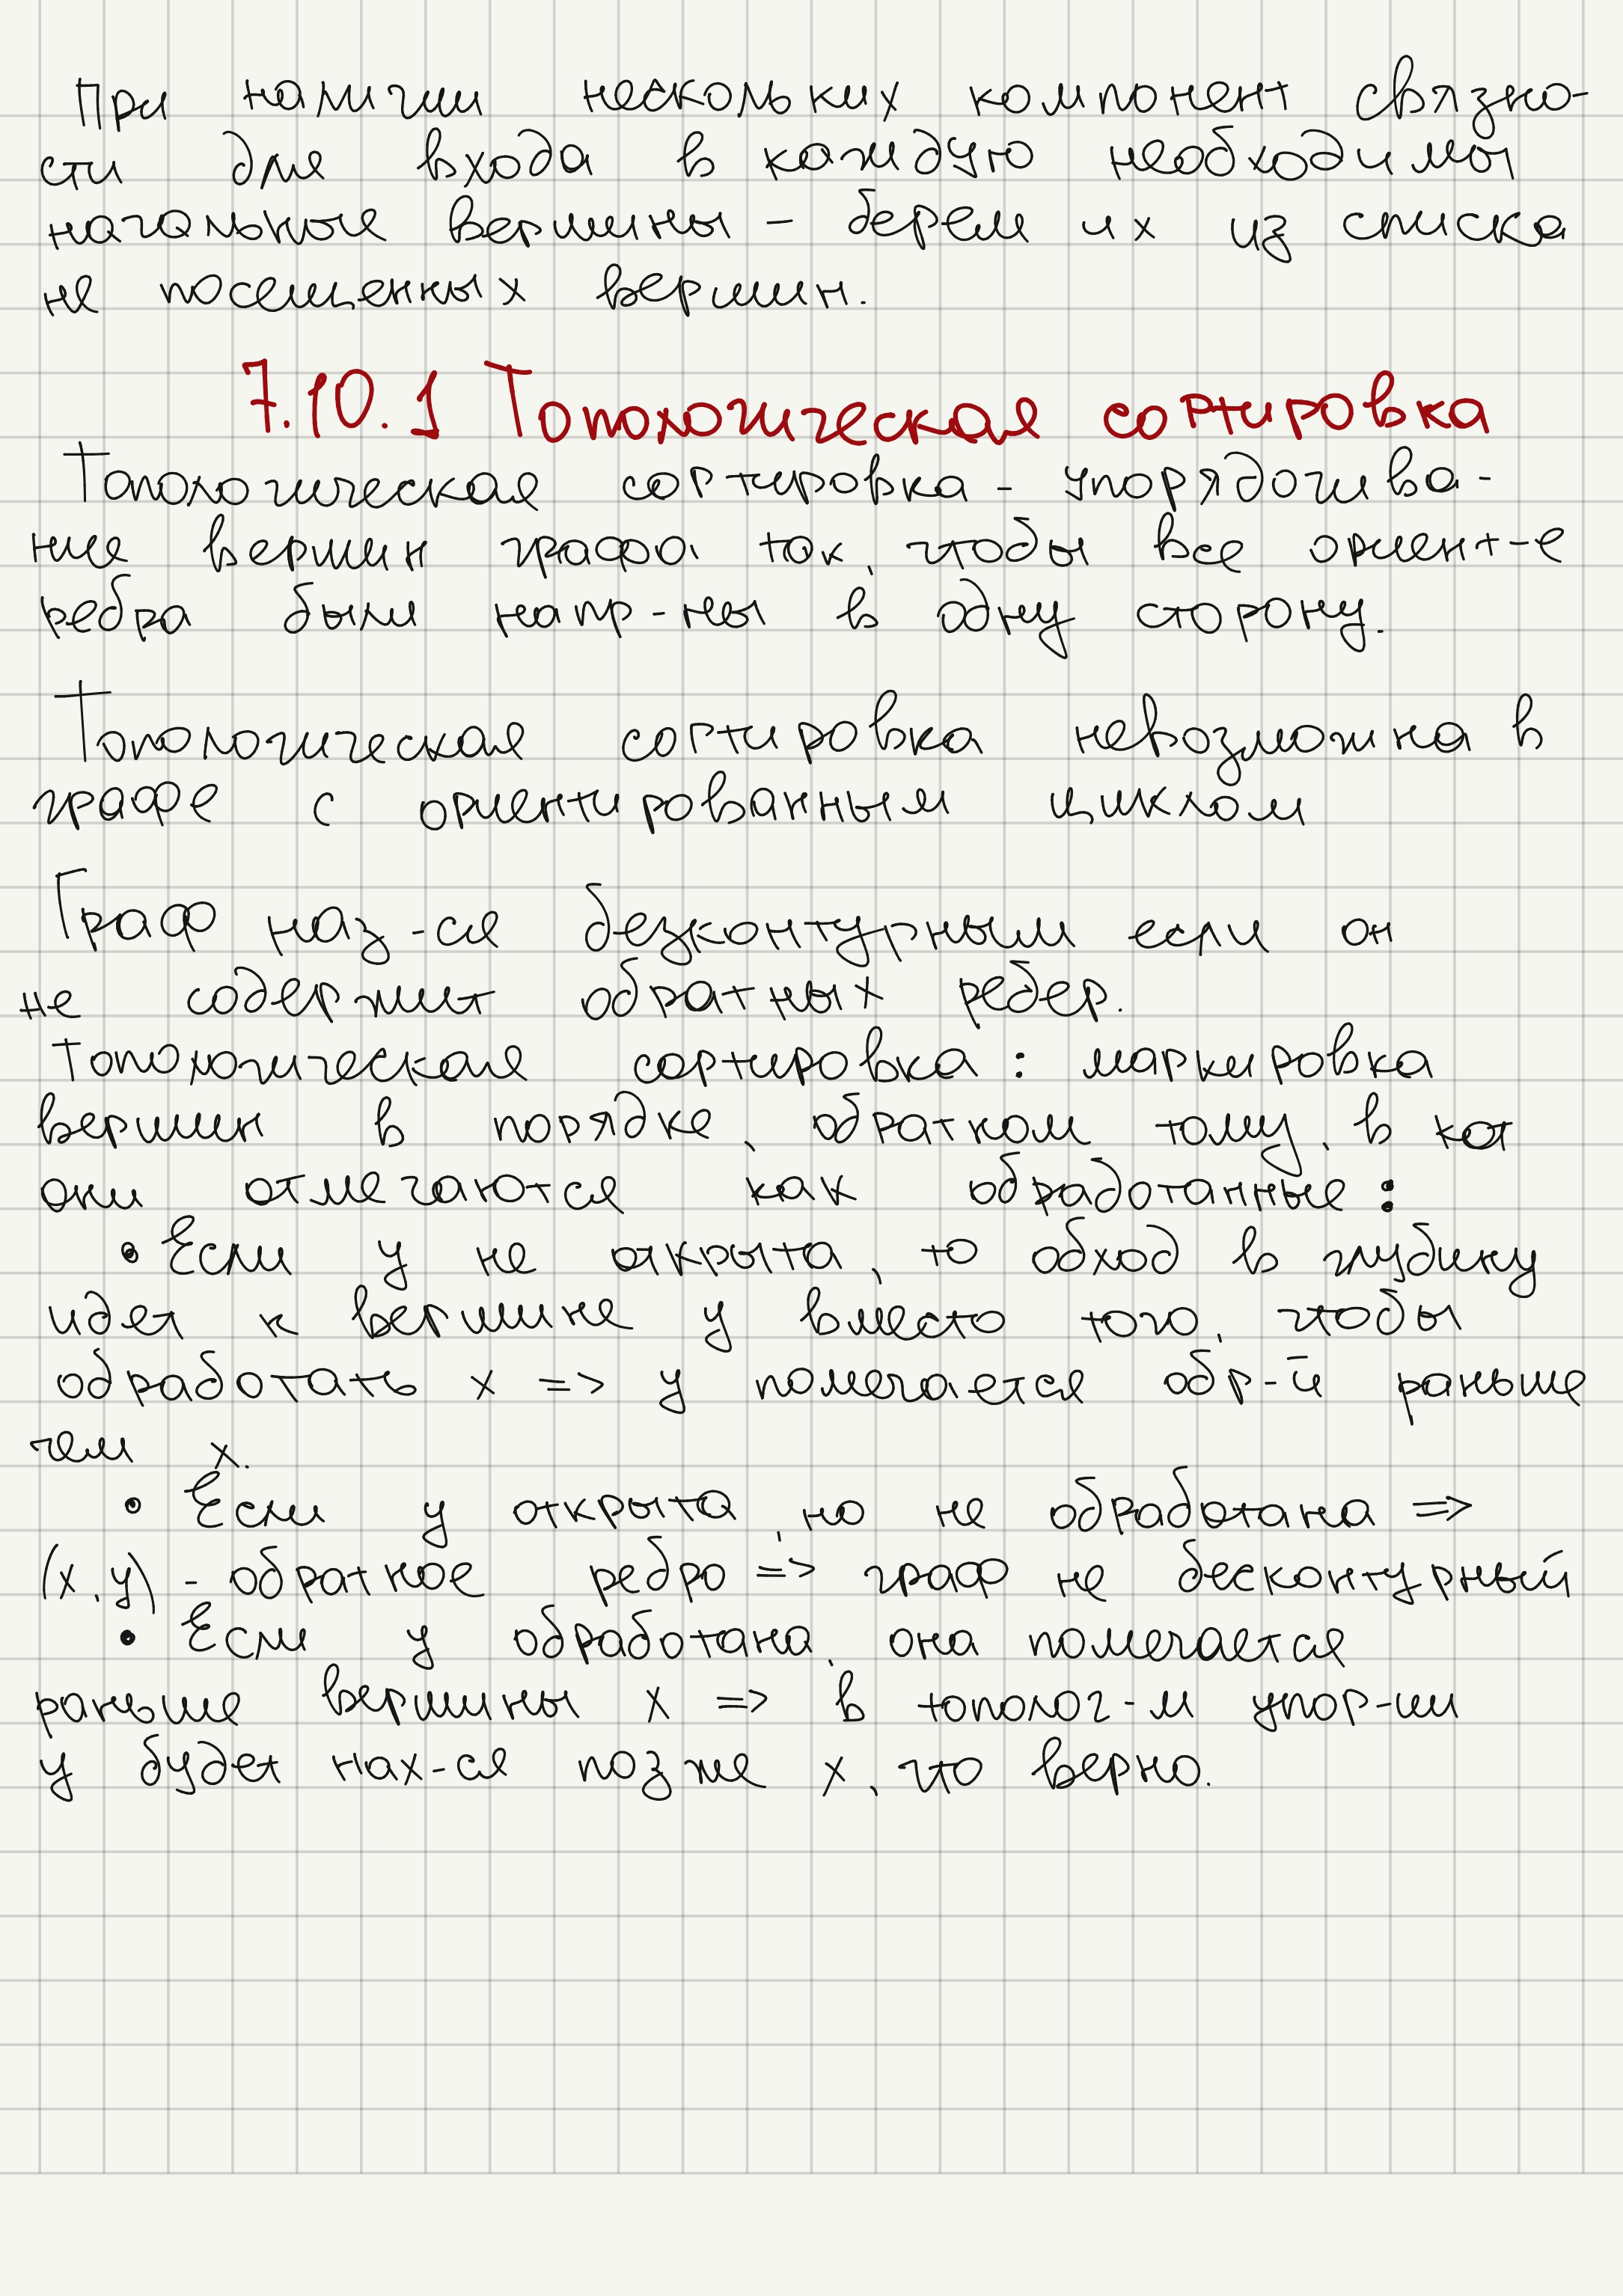 При наличии нескольких компонент связно-
сти для входа в каждую необходимы
начальные вершины - берем их из списка
не посещенных вершин.
7.10.1 Топологическая сортировка
Топологическая сортировка - упорядочива-
ние вершин графа так, чтобы все ориент-е
ребра были напр-ны в одну сторону.
Топологическая сортировка невозможна в
графе с ориентированным циклом
Граф наз-ся безконтурным если он
не содержит обратных ребер.
Топологическая сортировка: маркировка
вершин в порядке, обратном тому, в кот
они отмечаются как обработанные:
• Если y не открыта, то обход в глубину
идет к вершине y вместо того, чтобы
обработать x => y помечается обр-й раньше
чем x.
• Если y открыта, но не обработана =>
(x,y) - обратное ребро => граф не бесконтурный
• Если y обработана, она помечается
раньше вершины x => в тополог-м упор-ии
y будет нах-ся позже x, что верно.